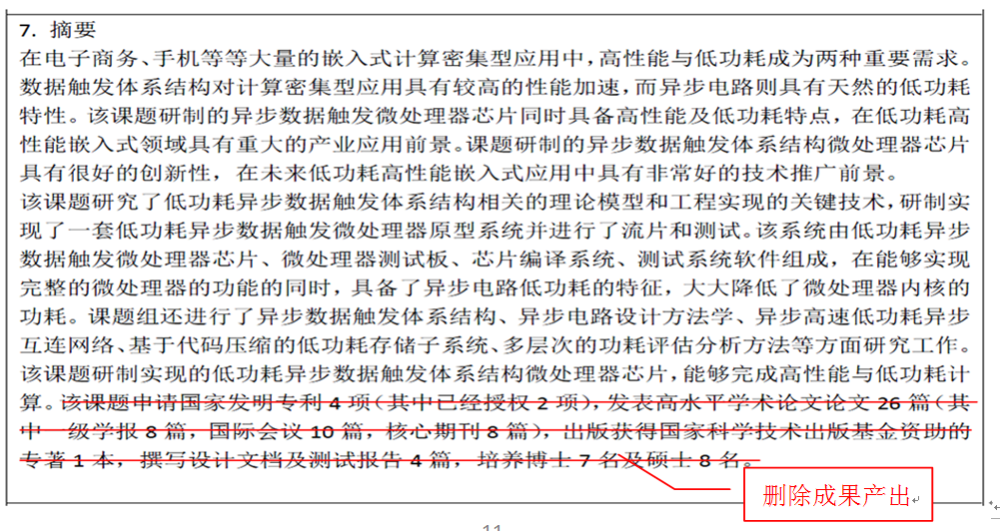 7. 摘要
在电子商务、手机等等大量的嵌入式计算密集型应用中，高性能与低功耗成为两种重要需求。
数据触发体系结构对计算密集型应用具有较高的性能加速，而异步电路则具有天然的低功耗
特性。该课题研制的异步数据触发微处理器芯片同时具备高性能及低功耗特点，在低功耗高
性能嵌入式领域具有重大的产业应用前景。课题研制的异步数据触发体系结构微处理器芯片
具有很好的创新性，在未来低功耗高性能嵌入式应用中具有非常好的技术推广前景。
该课题研究了低功耗异步数据触发体系结构相关的理论模型和工程实现的关键技术，研制实
现了一套低功耗异步数据触发微处理器原型系统并进行了流片和测试。该系统由低功耗异步
数据触发微处理器芯片、微处理器测试板、芯片编译系统、测试系统软件组成，在能够实现
完整的微处理器的功能的同时，具备了异步电路低功耗的特征，大大降低了微处理器内核的
功耗。课题组还进行了异步数据触发体系结构、异步电路设计方法学、异步高速低功耗异步
互连网络、基于代码压缩的低功耗存储子系统、多层次的功耗评估分析方法等方面研究工作。
该课题研制实现的低功耗异步数据触发体系结构微处理器芯片，能够完成高性能与低功耗计
算。该课题申请国家发明专利 4 项（其中已经授权 2 项），发表高水平学术论文论文 26 篇（其
中一级学报 8 篇，国际会议 10 篇，核心期刊 8 篇），出版获得国家科学技术出版基金资助的
专著 1 本，撰写设计文档及测试报告 4 篇，培养博士 7 名及硕士 8 名。
删除成果产出
11